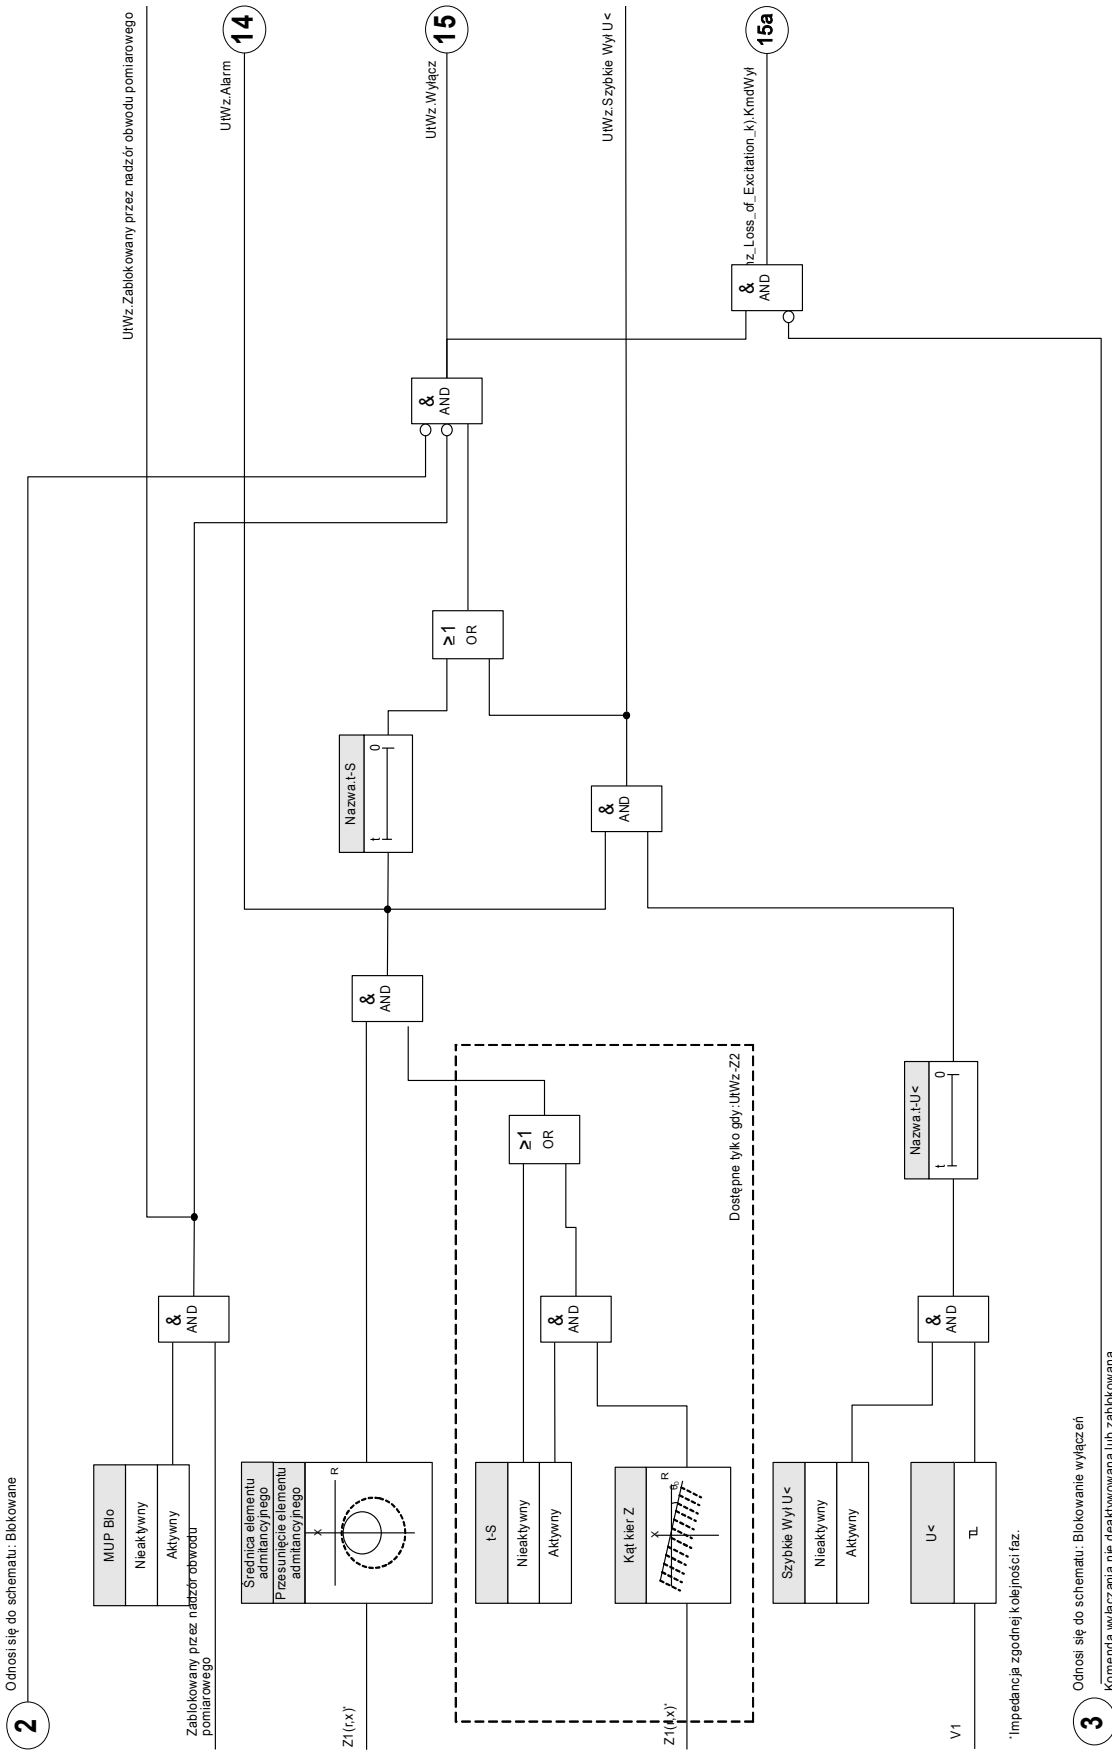 2
Odnosi się do schematu: Blokowane
MUP Blo
Nieaktywny
Aktywny
Zablokowany przez nadzór obwodu
pomiarowego
&
AND
UtWz.Zablokowany przez nadzór obwodu pomiarowego
Średnica elementu
admitancyjnego
Przesunięcie elementu
admitancyjnego
X
R
Z1(r,x)'
&
AND
UtWz.Alarm
14
Nazwa.t-S
t
0
≥1
OR
&
AND
UtWz.Wyłącz
15
t-S
Nieaktywny
Aktywny
Kąt kier Z
X
R
Z1(r,x)'
&
AND
≥1
OR
Dostępne tylko gdy:UtWz-Z2
&
AND
UtWz.Szybkie Wył U<
Szybkie Wył U<
Nieaktywny
Aktywny
U<
V1
&
AND
Nazwa.t-U<
t
0
&
AND
nz_Loss_of_Excitation_k).KmdWył
15a
'Impedancja zgodnej kolejności faz.
3
Odnosi się do schematu: Blokowanie wyłączeń
Komenda wyłączania nie deaktywowana lub zablokowana